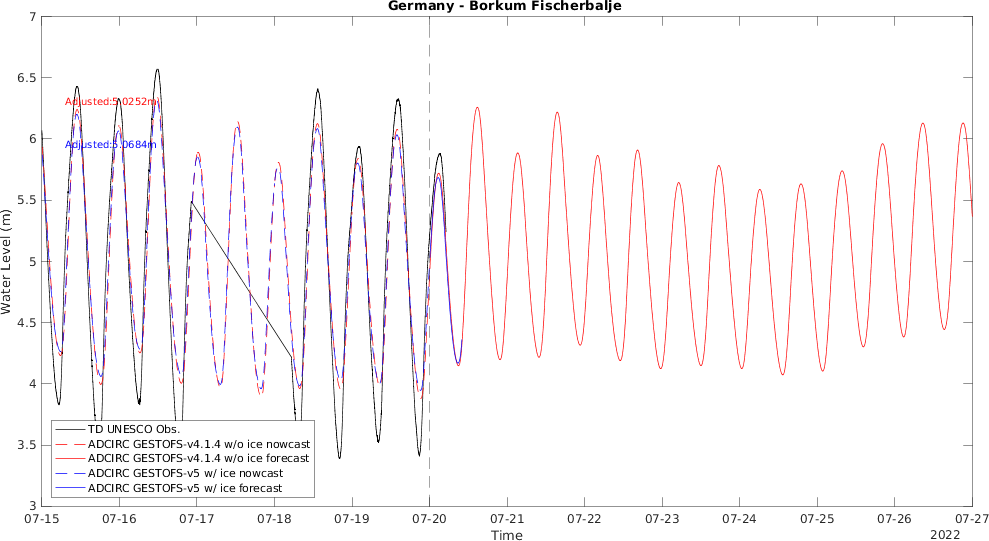 Germany - Borkum Fischerbalje
7
6.5
Adjusted:5.0252m
6
Adjusted:5.0684m
5.5
5
4.5
4
3.5
3
Water Level (m)
TD UNESCO Obs.
ADCIRC GESTOFS-v4.1.4 w/o ice nowcast
ADCIRC GESTOFS-v4.1.4 w/o ice forecast
ADCIRC GESTOFS-v5 w/ ice nowcast
ADCIRC GESTOFS-v5 w/ ice forecast
07-15 07-16 07-17 07-18 07-19 07-20 07-21 07-22 07-23 07-24 07-25 07-26 07-27
Time
2022